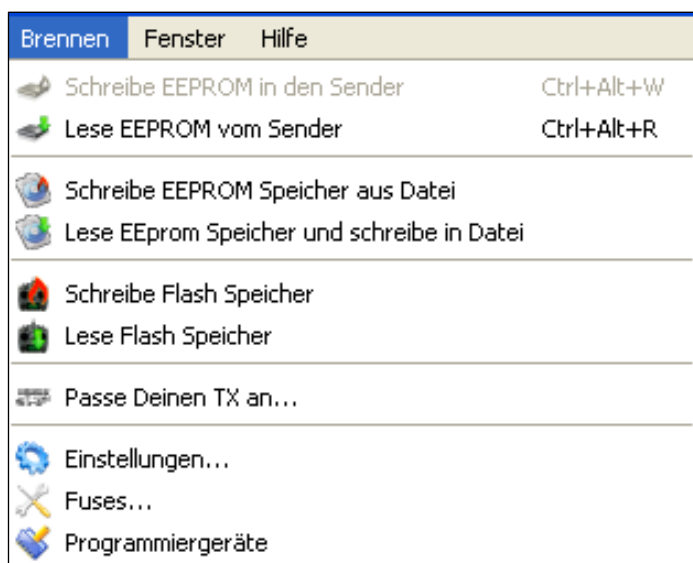 Brennen Fenster Hilfe
Schreibe EEPROM in den Sender Ctrl+Alt+W
Lese EEPROM vom Sender Ctrl+Alt+R
Schreibe EEPROM Speicher aus Datei
Lese EEprom Speicher und schreibe in Datei
Schreibe Flash Speicher
Lese Flash Speicher
Passe Deinen TX an...
Einstellungen...
Fuses...
Programmiergeräte